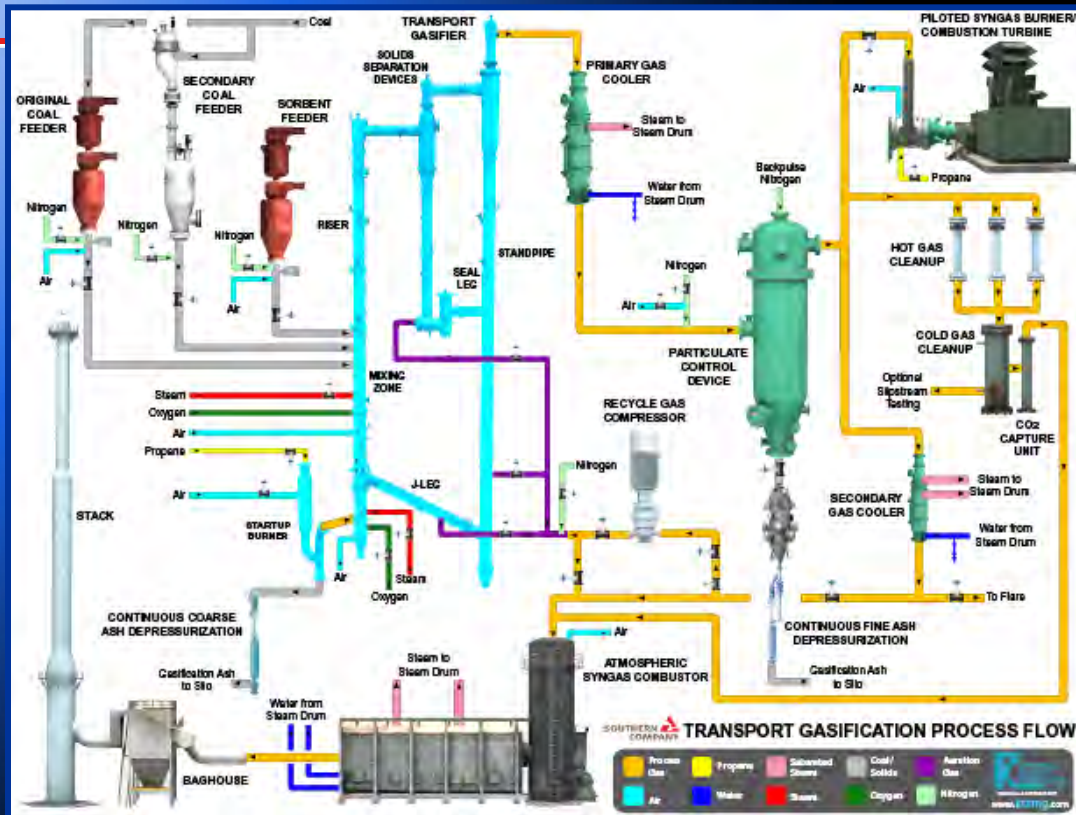 Coal
TRANSPORT
GASIFIER
SOLIDS
SEPARATION
DEVICES
PILOTED SYNGAS BURNER/
COMBUSTION TURBINE
PRIMARY GAS
COOLER
SECONDARY
COAL
FEEDER
ORIGINAL
COAL
FEEDER
SORBENT
FEEDER
Air
Steam to
Steam Drum
Backpulse
Nitrogen
Propane
Water from
Steam Drum
Nitrogen
Nitrogen
Nitrogen
RISER
STANDPIPE
HOT GAS
CLEANUP
SEAL
LEG
Nitrogen
Air
Air
Air
Air
COLD GAS
CLEANUP
PARTICULATE
CONTROL
DEVICE
MIXING
ZONE
Optional
Slipstream
Testing
Steam
Oxygen
Air
RECYCLE GAS
COMPRESSOR
CO2
CAPTURE
UNIT
Propane
Nitrogen
J-LEG
Steam to
Steam Drum
Air
SECONDARY
GAS COOLER
STACK
STARTUP
BURNER
Water from
Steam Drum
Air
Steam
Oxygen
To Flare
CONTINUOUS COARSE
ASH DEPRESSURIZATION
CONTINUOUS FINE ASH
DEPRESSURIZATION
Air
Steam to
Steam Drum
ATMOSPHERIC
SYNGAS COMBUSTOR
Gasification Ash
to Silo
Gasification Ash
to Silo
Water from
Steam Drum
BAGHOUSE
SOUTHERN
COMPANY
TRANSPORT GASIFICATION PROCESS FLOW
Process
Gas
Propane
Saturated
Steam
Coal/
Solids
Aeration
Gas
Air
Water
Steam
Oxygen
Nitrogen